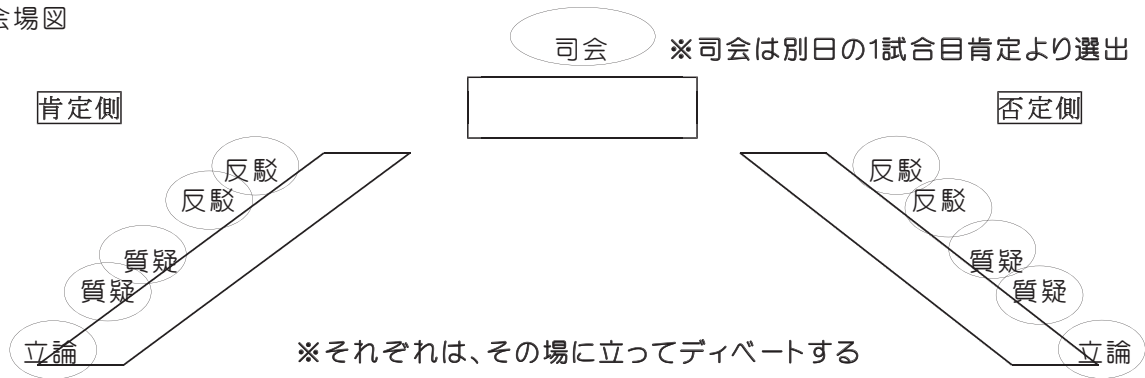 会場図
司会
※司会は別日の1試合目肯定より選出
肯定側
否定側
反駁
反駁
反駁
反駁
質疑
質疑
質疑
質疑
立論
※それぞれは、その場に立ってディベートする
立論